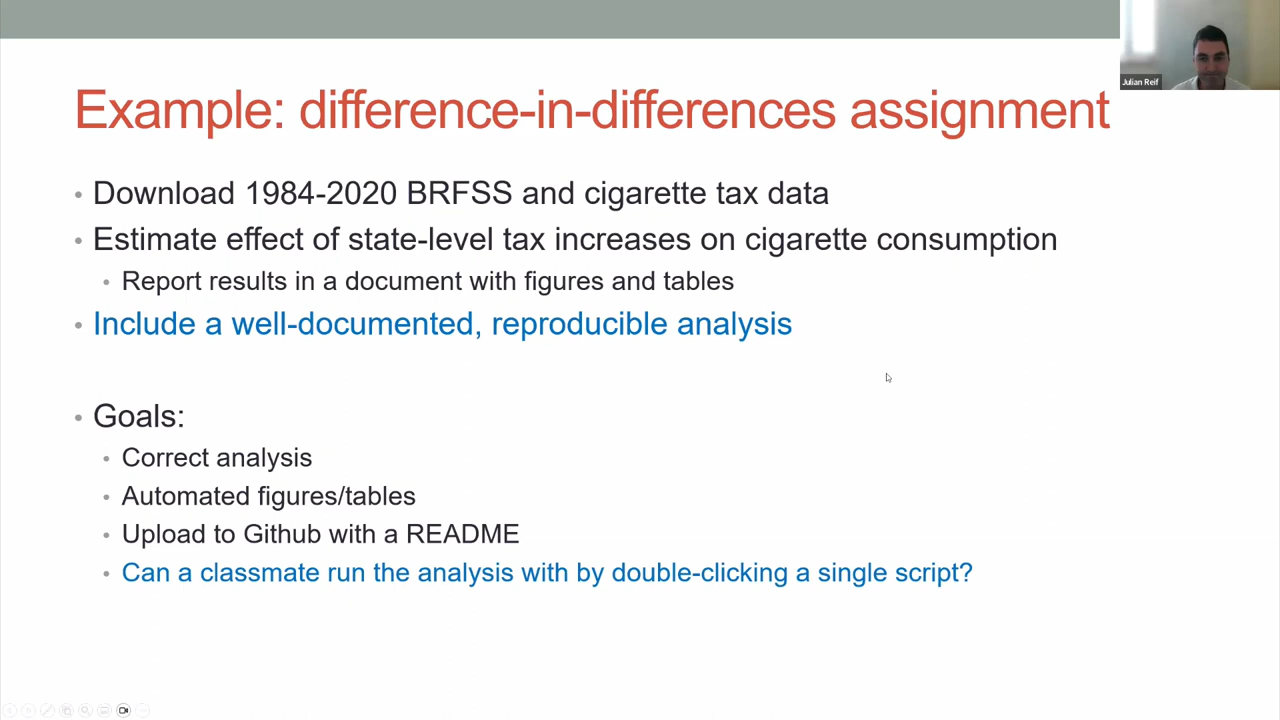 Julian Reif
Example: difference-in-differences assignment
• Download 1984-2020 BRFSS and cigarette tax data
• Estimate effect of state-level tax increases on cigarette consumption
• Report results in a document with figures and tables
• Include a well-documented, reproducible analysis
• Goals:
• Correct analysis
• Automated figures/tables
• Upload to Github with a README
• Can a classmate run the analysis with by double-clicking a single script?